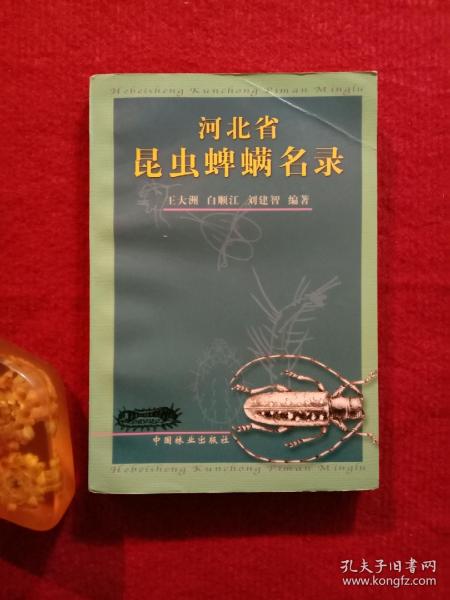 Hebeisheng Kunchong Piman Minglu
河北省
昆虫蜱螨名录
王大洲 白顺江 刘建智 编著
中国林业出版社
Hebeisheng Kunchong Piman Minglu
孔夫子旧书网
www.kongfz.com